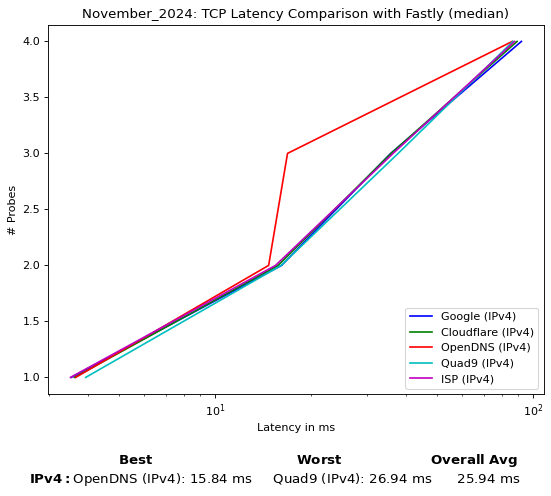 November_2024: TCP Latency Comparison with Fastly (median)
4.0
3.5
3.0
2.5
2.0
1.5
1.0
# Probes
Google (IPv4)
Cloudflare (IPv4)
OpenDNS (IPv4)
Quad9 (IPv4)
ISP (IPv4)
10^1 10^2
Latency in ms
Best Worst Overall Avg
IPv4: OpenDNS (IPv4): 15.84 ms Quad9 (IPv4): 26.94 ms 25.94 ms